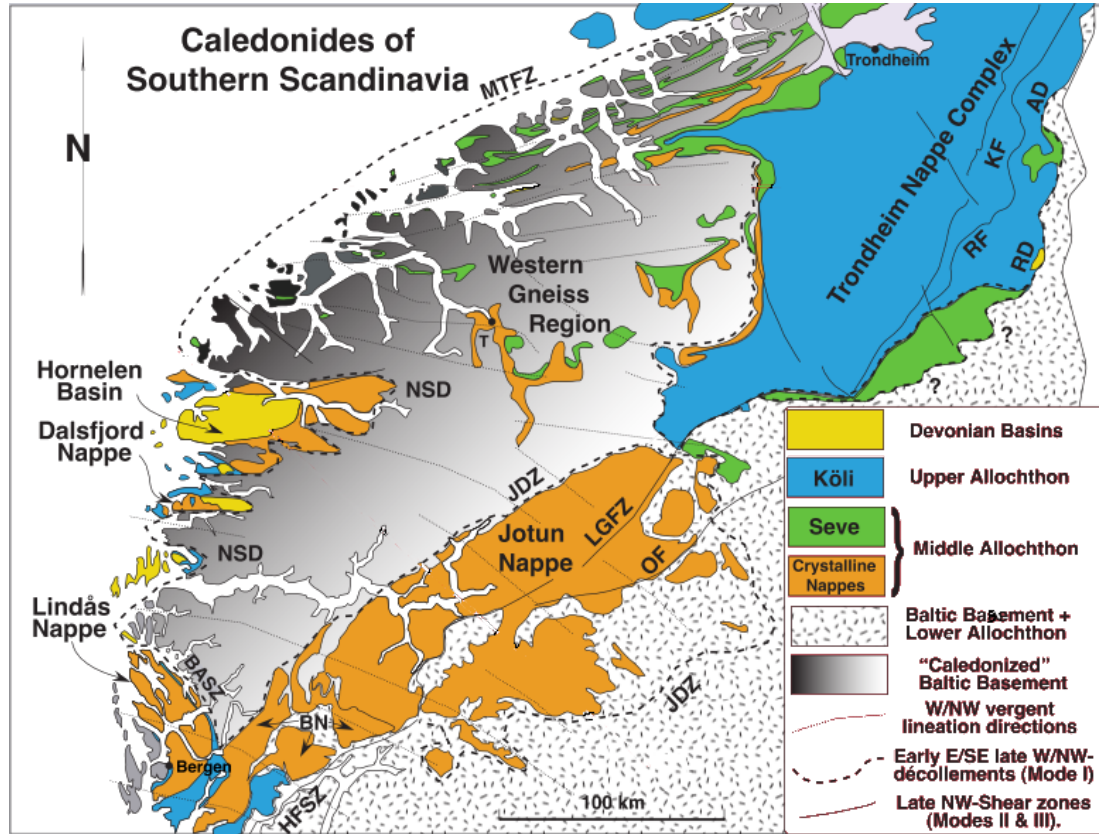 Caledonides of
Southern Scandinavia
N
MTFZ
Trondheim
Trondheim Nappe Complex
AD
KF
RF
RD
?
?
Western
Gneiss
Region
T
Hornelen
Basin
NSD
Dalsfjord
Nappe
NSD
JDZ
Jotun
Nappe
LGFZ
OF
Lindås
Nappe
BASZ
BN
JDZ
Bergen
HFSZ
100 km
Devonian Basins
Köli
Upper Allochthon
Seve
Crystalline
Nappes
Middle Allochthon
Baltic Basement +
Lower Allochthon
“Caledonized”
Baltic Basement
W/NW vergent
lineation directions
Early E/SE late W/NW-
décollements (Mode I)
Late NW-Shear zones
(Modes II & III).